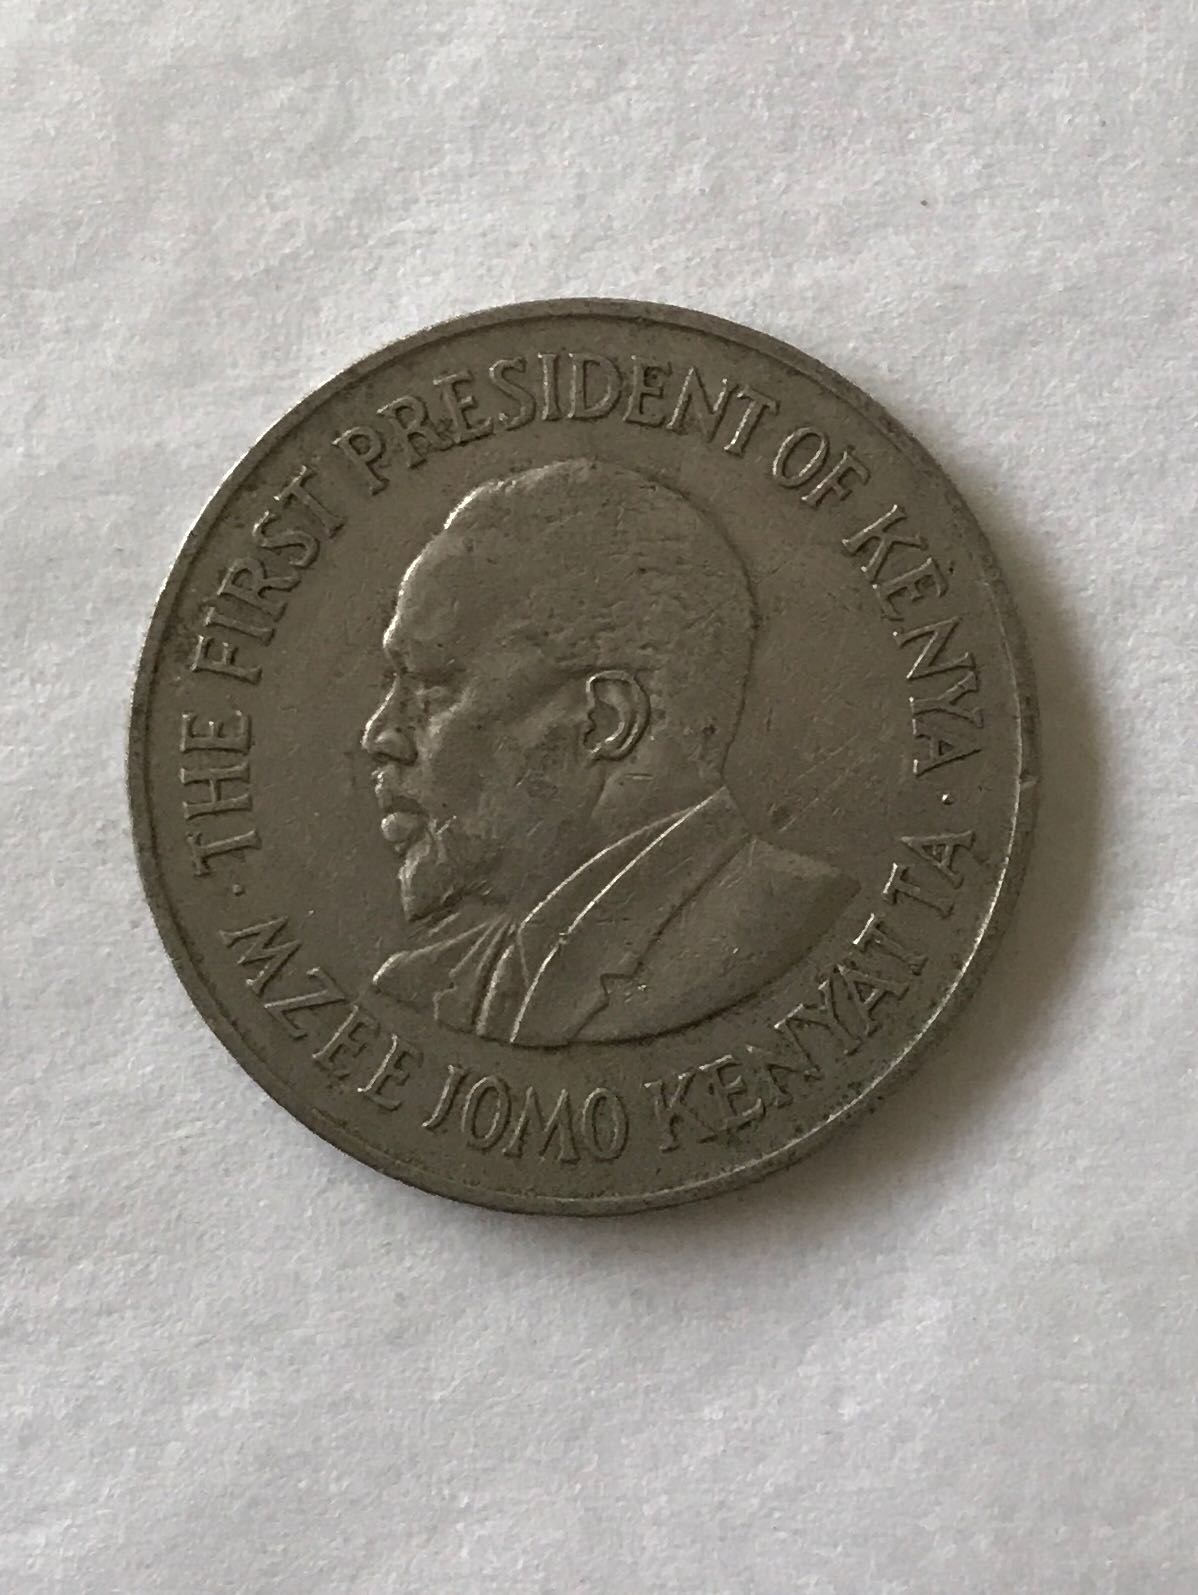 THE FIRST PRESIDENT OF KENYA ·
MZEE JOMO KENYATTA ·